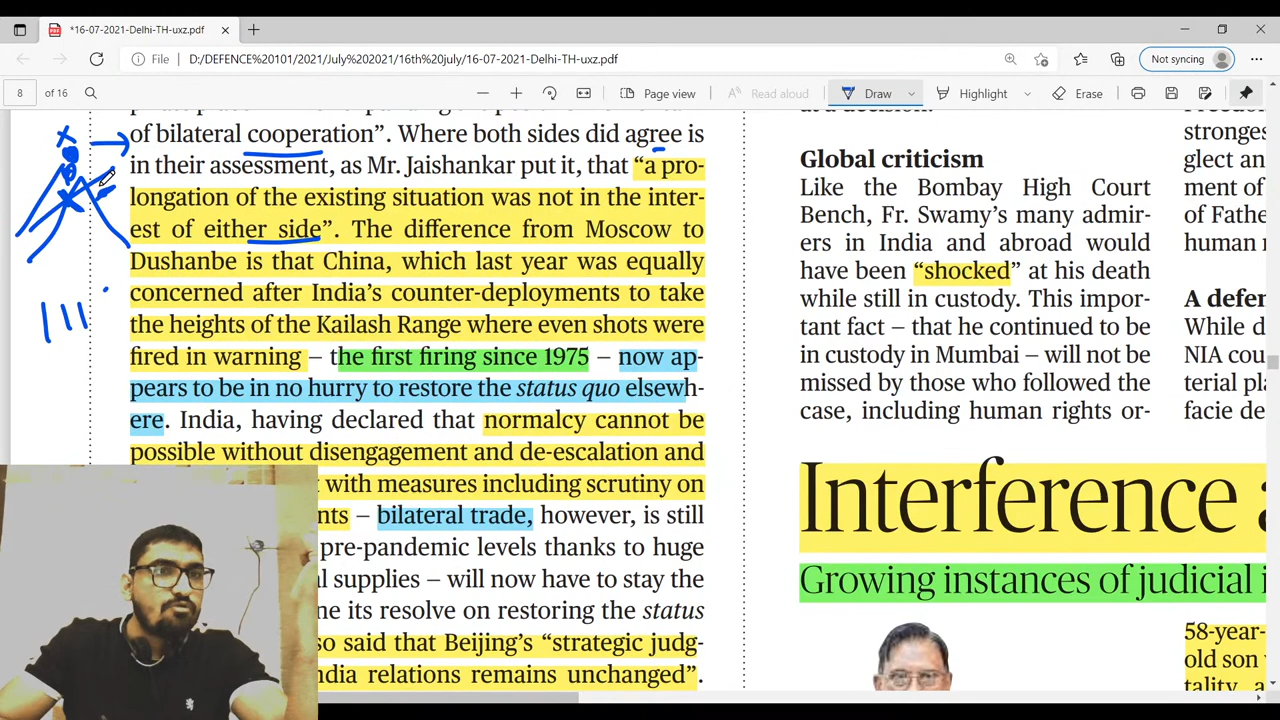 *16-07-2021-Delhi-TH-uxz.pdf
File D:/DEFENCE%20101/2021/July%202021/16th%20july/16-07-2021-Delhi-TH-uxz.pdf
Not syncing
8 of 16
Page view
Read aloud
Draw
Highlight
Erase
of bilateral cooperation”. Where both sides did agree is
in their assessment, as Mr. Jaishankar put it, that “a pro-
longation of the existing situation was not in the inter-
est of either side”. The difference from Moscow to
Dushanbe is that China, which last year was equally
concerned after India’s counter-deployments to take
the heights of the Kailash Range where even shots were
fired in warning – the first firing since 1975 – now ap-
pears to be in no hurry to restore the status quo elsewh-
ere. India, having declared that normalcy cannot be
possible without disengagement and de-escalation and
with measures including scrutiny on
nts – bilateral trade, however, is still
pre-pandemic levels thanks to huge
l supplies – will now have to stay the
ne its resolve on restoring the status
so said that Beijing’s “strategic judg-
ndia relations remains unchanged”.
Global criticism
Like the Bombay High Court
Bench, Fr. Swamy’s many admir-
ers in India and abroad would
have been “shocked” at his death
while still in custody. This impor-
tant fact – that he continued to be
in custody in Mumbai – will not be
missed by those who followed the
case, including human rights or-
Interference a
Growing instances of judicial i
stronges
glect an
ment of
of Fathe
human r
A defen
While d
NIA cou
terial pla
facie de
58-year-
old son
tality, a